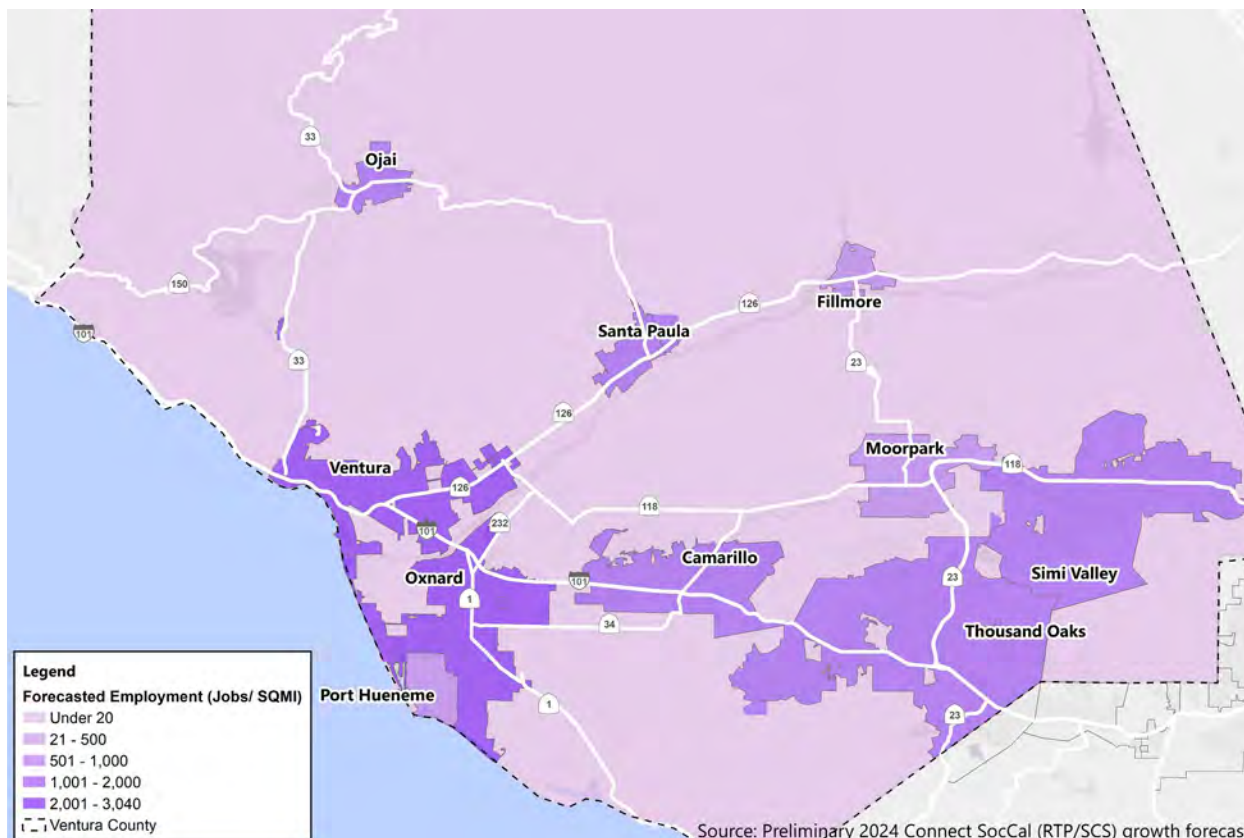 33
Ojai
150
126
Fillmore
Santa Paula
101
33
23
126
Moorpark
Ventura
118
126
232
118
101
Camarillo
Oxnard
101
23
Simi Valley
1
34
Thousand Oaks
Port Hueneme
1
23
Legend
Forecasted Employment (Jobs/ SQMI)
Under 20
21 - 500
501 - 1,000
1,001 - 2,000
2,001 - 3,040
Ventura County
Source: Preliminary 2024 Connect SocCal (RTP/SCS) growth forecas